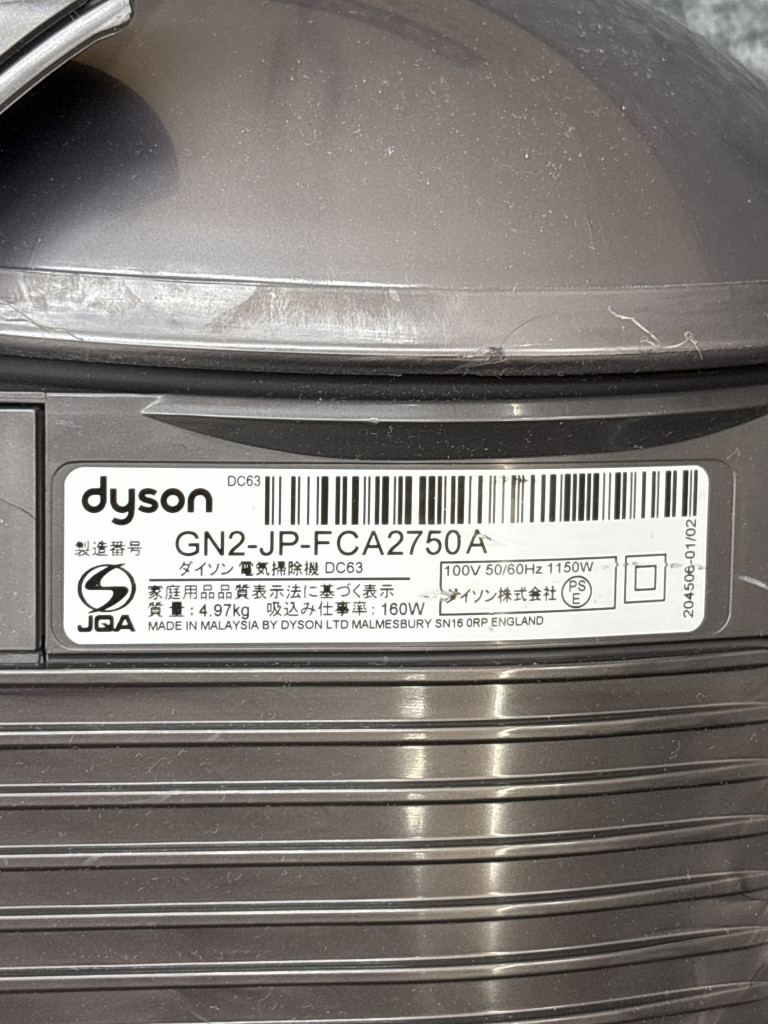 dyson
DC63
製造番号 GN2-JP-FCA2750A
ダイソン 電気掃除機 DC63
家庭用品品質表示法に基づく表示
質量:4.97kg 吸込み仕事率:160W
MADE IN MALAYSIA BY DYSON LTD MALMESBURY SN16 0RP ENGLAND
JQA
100V 50/60Hz 1150W
ダイソン株式会社
PS
E
204506-01/02